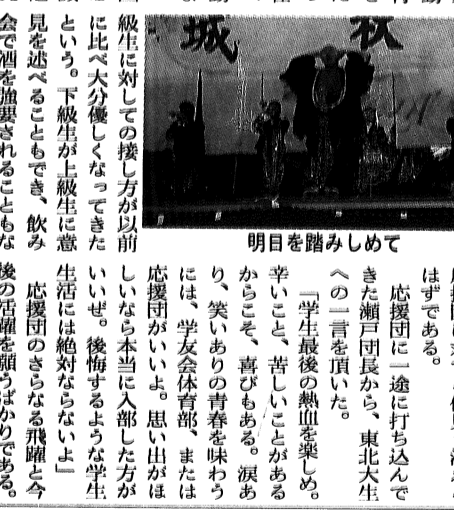 秋
城
明日を踏みしめて
級生に対しての接し方が以前
に比べ大分優しくなってきた
という。下級生が上級生に意
見を述べることもでき、飲み
会で酒を強要されることもな
はずである。
応援団に一途に打ち込んで
きた瀬戸団長から、東北大生
への一言を頂いた。
「学生最後の熱血を楽しめ。
辛いこと、苦しいことがある
からこそ、喜びもある。涙あ
り、笑いありの青春を味わう
には、学友会体育部、または
応援団がいいよ。思い出がほ
しいなら本当に入部した方が
いいぜ。後悔するような学生
生活には絶対ならないよ」
応援団のさらなる飛躍と今
後の活躍を願うばかりである。